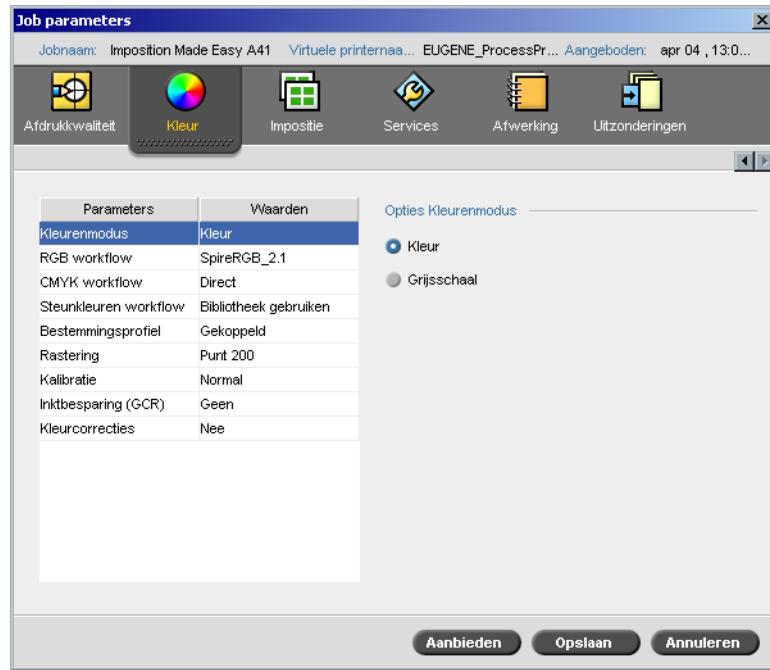 Job parameters
Jobnaam: Imposition Made Easy A41 Virtuele printernaa... EUGENE_ProcessPr... Aangeboden: apr 04 , 13:0...
Afdrukkwaliteit Kleur Impositie Services Afwerking Uitzonderingen
Parameters Waarden
Kleurenmodus Kleur
RGB workflow SpireRGB_2.1
CMYK workflow Direct
Steunkleuren workflow Bibliotheek gebruiken
Bestemmingsprofiel Gekoppeld
Rastering Punt 200
Kalibratie Normal
Inktbesparing (GCR) Geen
Kleurcorrecties Nee
Opties Kleurenmodus
Kleur
Grijsschaal
Aanbieden Opslaan Annuleren